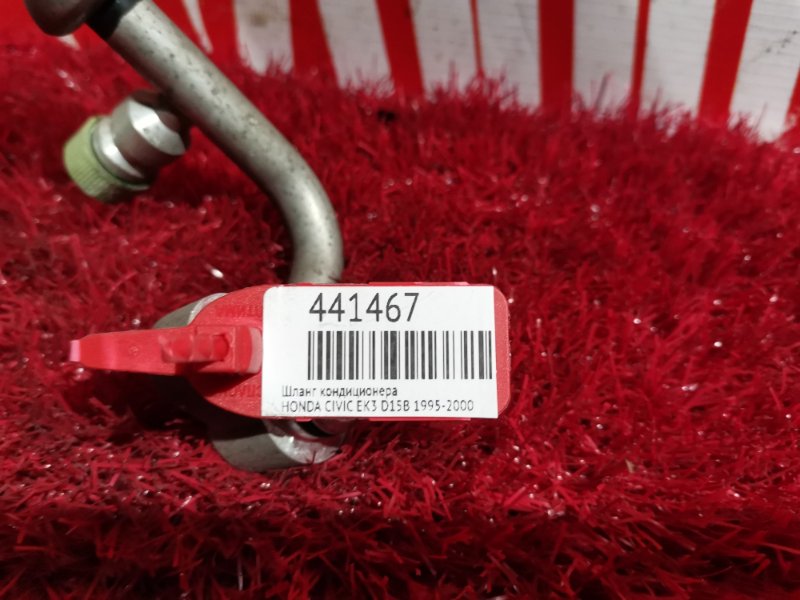 441467
Шланг кондиционера
HONDA CIVIC EK3 D15B 1995-2000